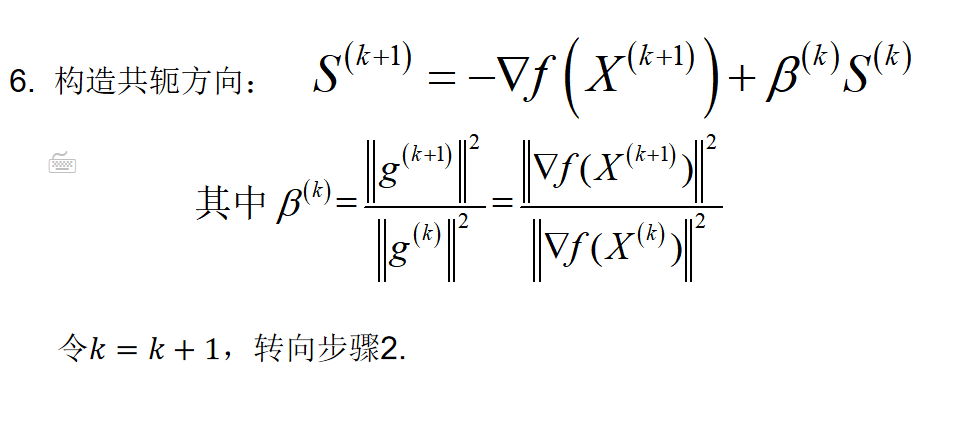 6. 构造共轭方向： S^(k+1) = −∇f(X^(k+1)) + β^(k) S^(k)
其中 β^(k) = ‖g^(k+1)‖² / ‖g^(k)‖² = ‖∇f(X^(k+1))‖² / ‖∇f(X^(k))‖²
令k = k + 1，转向步骤2.